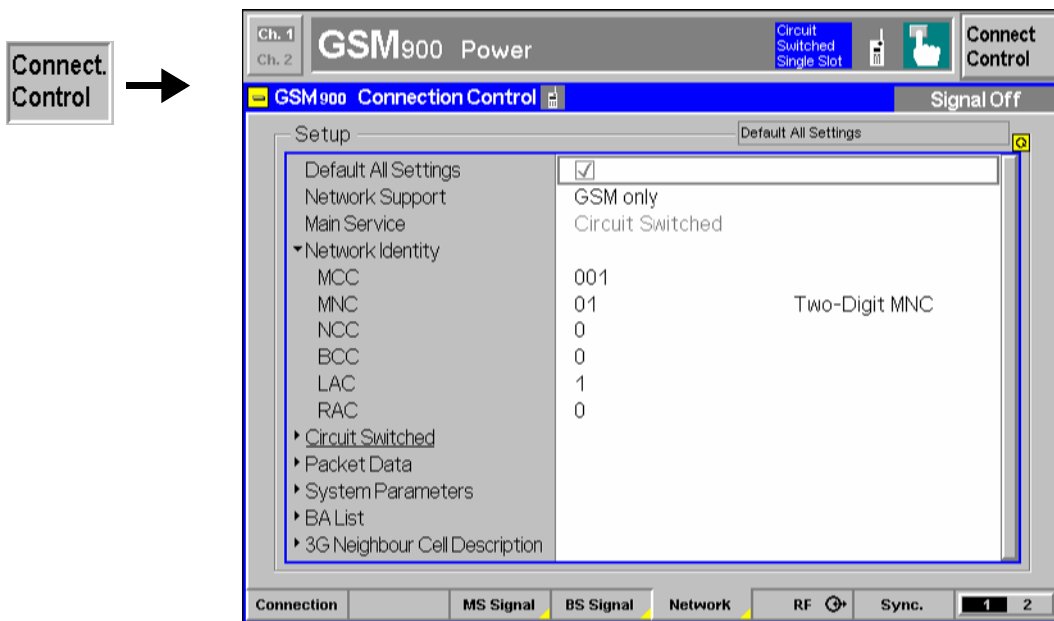 Connect.
Control
Ch. 1
Ch. 2
GSM900 Power
Circuit
Switched
Single Slot
Connect
Control
GSM900 Connection Control
Signal Off
Setup
Default All Settings
Default All Settings
Network Support GSM only
Main Service Circuit Switched
Network Identity
MCC 001
MNC 01 Two-Digit MNC
NCC 0
BCC 0
LAC 1
RAC 0
Circuit Switched
Packet Data
System Parameters
BA List
3G Neighbour Cell Description
Connection MS Signal BS Signal Network RF Sync. 1 2